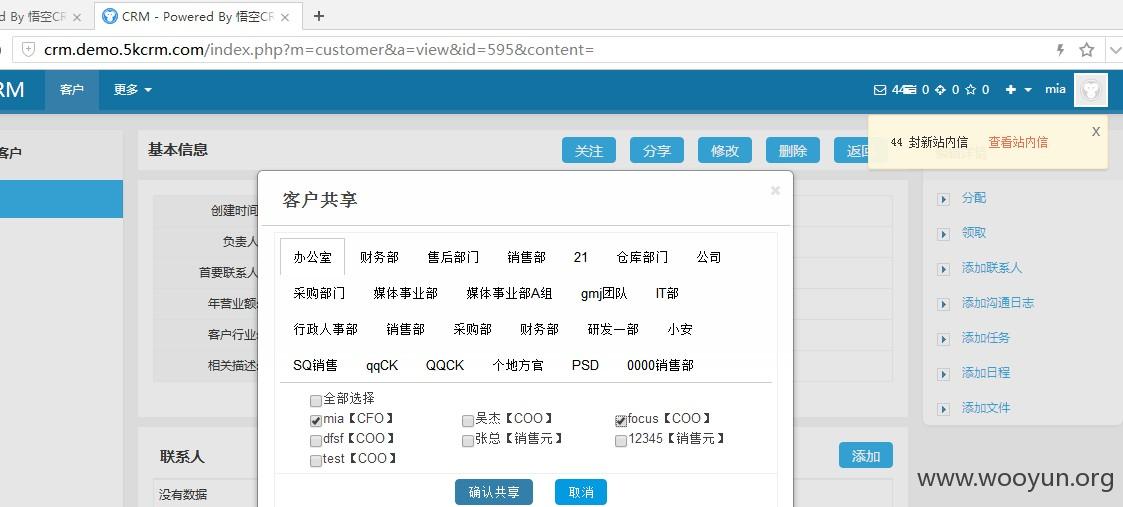 d By 悟空CR ×
CRM - Powered By 悟空CF × +
crm.demo.5kcrm.com/index.php?m=customer&a=view&id=595&content=
RM 客户 更多 44 0 0 0 mia
44 封新站内信 查看站内信 x
客户
基本信息 关注 分享 修改 删除 返回
客户共享 ×
创建时间
负责人
首要联系人
年营业额:
客户行业:
相关描述:
办公室 财务部 售后部门 销售部 21 仓库部门 公司
采购部门 媒体事业部 媒体事业部A组 gmj团队 IT部
行政人事部 销售部 采购部 财务部 研发一部 小安
SQ销售 qqCK QQCK 个地方官 PSD 0000销售部
全部选择
mia【CFO】 吴杰【COO】 focus【COO】
dfsf【COO】 张总【销售元】 12345【销售元】
test【COO】
确认共享 取消
分配
领取
添加联系人
添加沟通日志
添加任务
添加日程
添加文件
联系人 添加
没有数据
www.wooyun.org